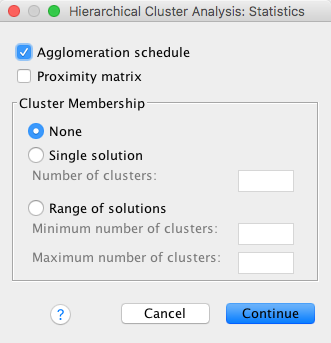 Hierarchical Cluster Analysis: Statistics
Agglomeration schedule
Proximity matrix
Cluster Membership
None
Single solution
Number of clusters:
Range of solutions
Minimum number of clusters:
Maximum number of clusters:
? Cancel Continue